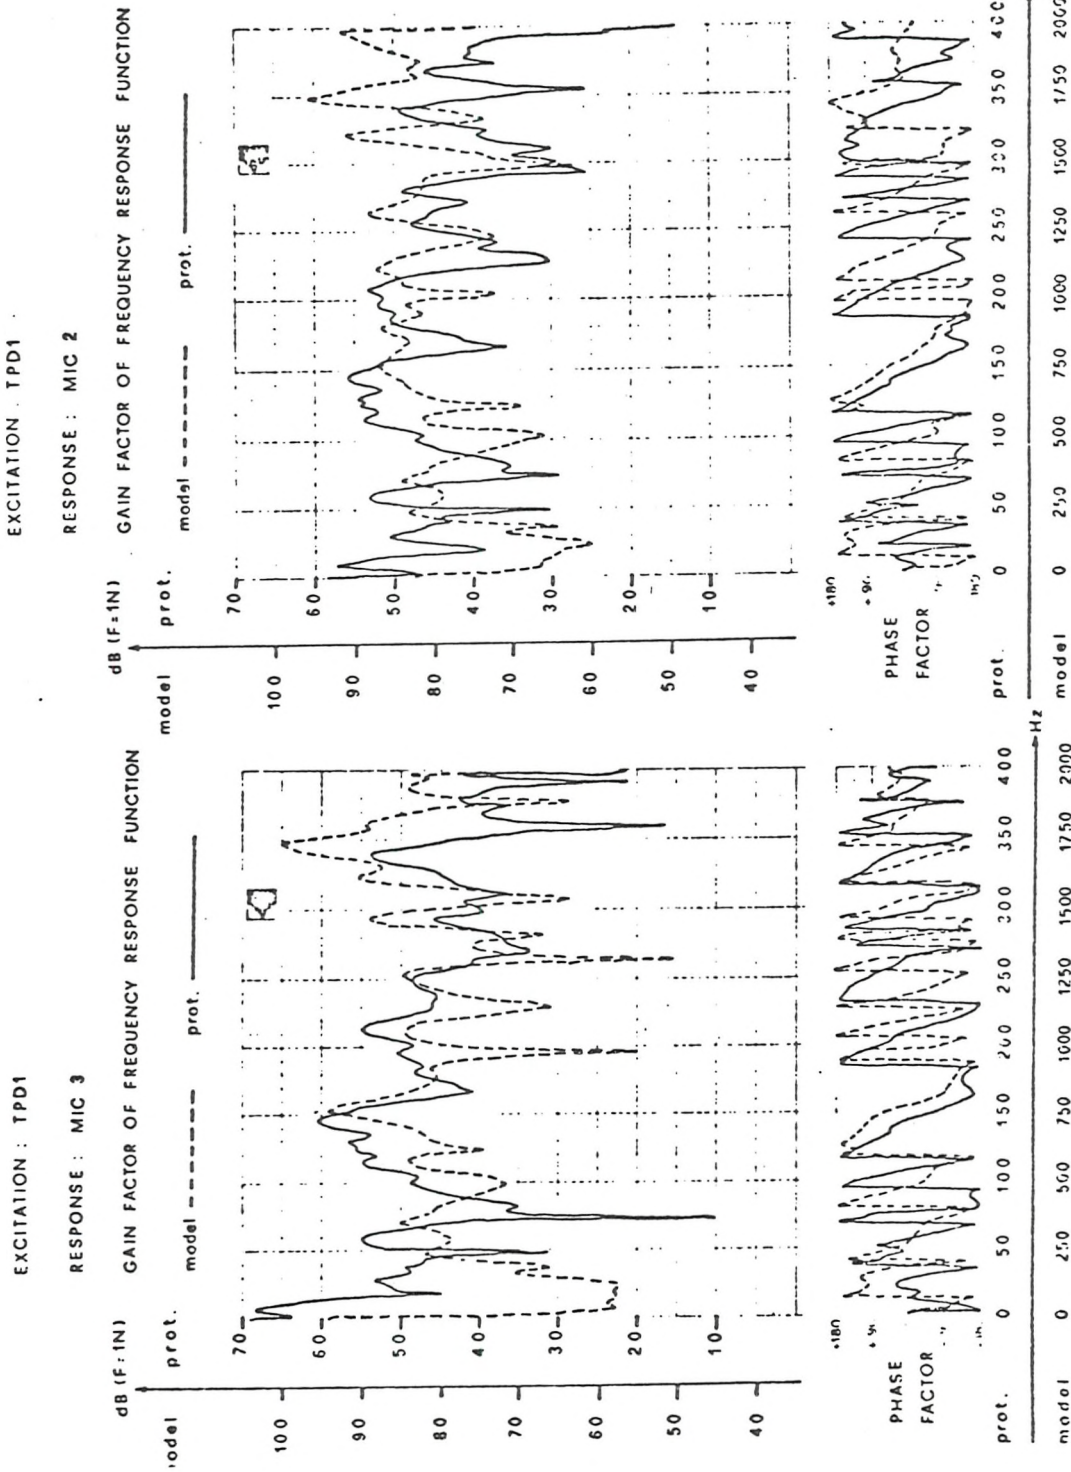 EXCITATION : TPD1
RESPONSE : MIC 3
GAIN FACTOR OF FREQUENCY RESPONSE FUNCTION
model ------ prot. ———
dB (F:1N)
prot.
70
60
50
40
30
20
10
100
90
80
70
60
50
40
+180
PHASE
FACTOR
prot. 0 50 100 150 200 250 300 350 400
model 0 250 500 750 1000 1250 1500 1750 2000
Hz
EXCITATION . TPD1
RESPONSE : MIC 2
GAIN FACTOR OF FREQUENCY RESPONSE FUNCTION
model ------ prot. ———
dB (F=1N)
model prot.
70
60
50
40
30
20
10
100
90
80
70
60
50
40
+180
PHASE
FACTOR
prot. 0 50 100 150 200 250 300 350 400
model 0 250 500 750 1000 1250 1500 1750 2000